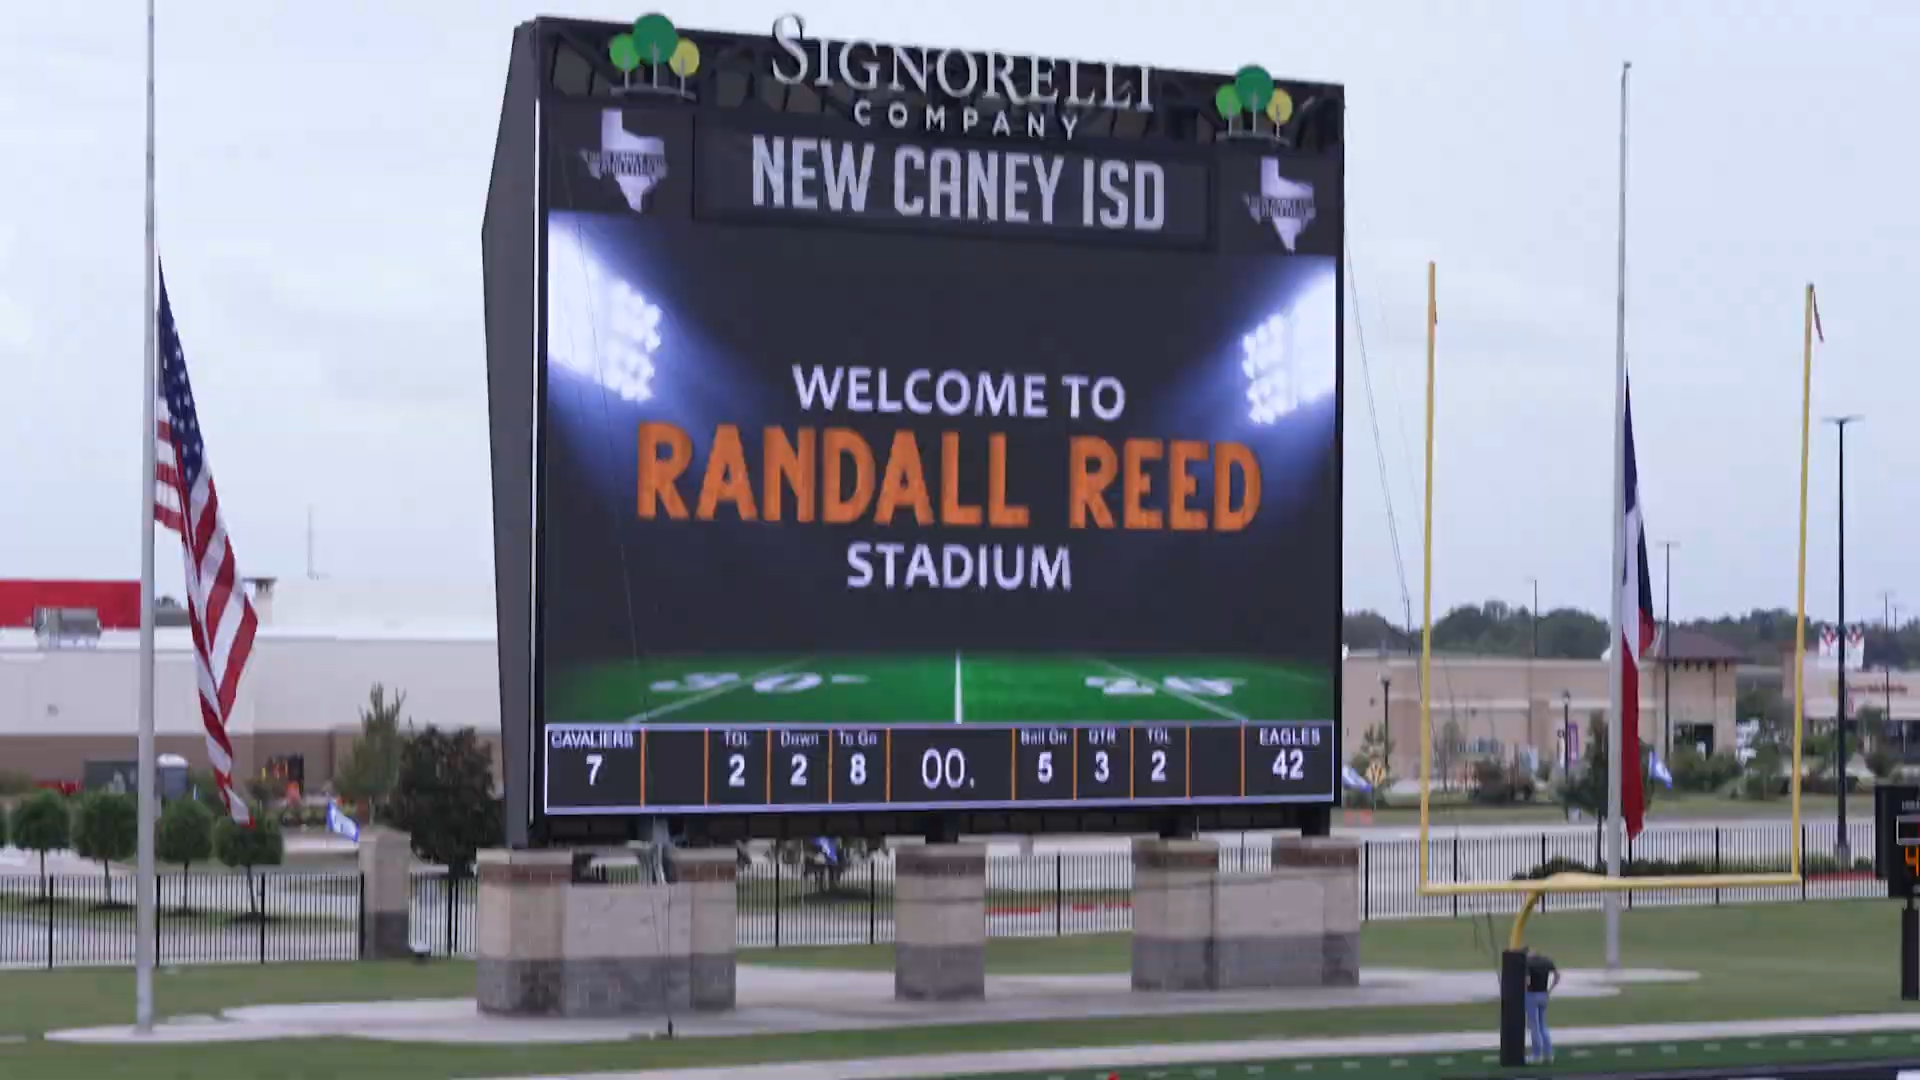 SIGNORELLI
COMPANY
NEW CANEY ISD
WELCOME TO
RANDALL REED
STADIUM
CAVALIERS TOL Down To Go Ball On QTR TOL EAGLES
7 2 2 8 00. 5 3 2 42